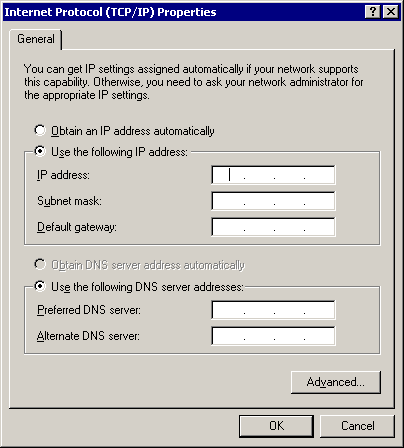 Internet Protocol (TCP/IP) Properties
General
You can get IP settings assigned automatically if your network supports
this capability. Otherwise, you need to ask your network administrator for
the appropriate IP settings.
Obtain an IP address automatically
Use the following IP address:
IP address:
Subnet mask:
Default gateway:
Obtain DNS server address automatically
Use the following DNS server addresses:
Preferred DNS server:
Alternate DNS server:
Advanced...
OK
Cancel